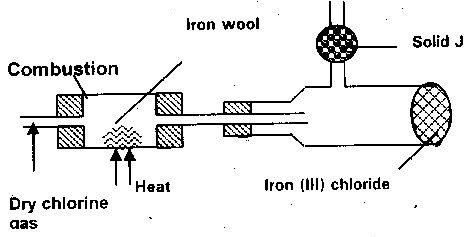 Iron wool
Solid J
Combustion
Heat
Iron (III) chloride
Dry chlorine
gas